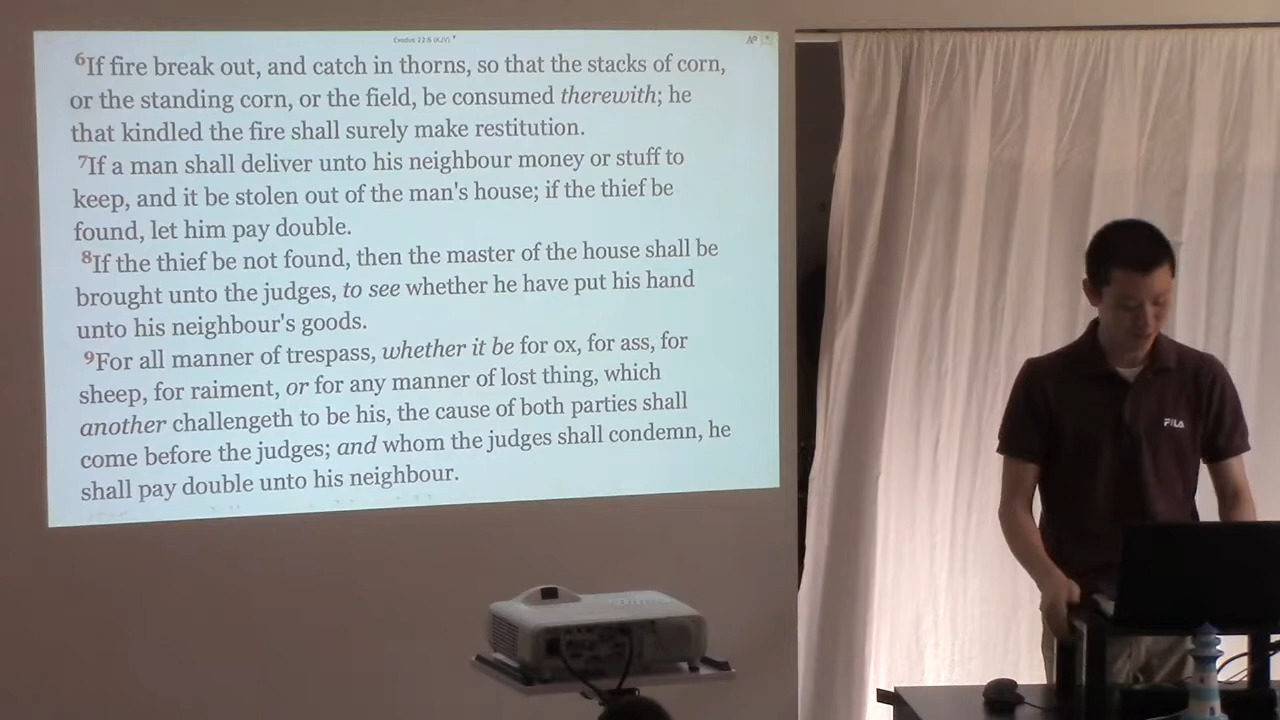 Exodus 22:6 (KJV)
6If fire break out, and catch in thorns, so that the stacks of corn,
or the standing corn, or the field, be consumed therewith; he
that kindled the fire shall surely make restitution.
7If a man shall deliver unto his neighbour money or stuff to
keep, and it be stolen out of the man's house; if the thief be
found, let him pay double.
8If the thief be not found, then the master of the house shall be
brought unto the judges, to see whether he have put his hand
unto his neighbour's goods.
9For all manner of trespass, whether it be for ox, for ass, for
sheep, for raiment, or for any manner of lost thing, which
another challengeth to be his, the cause of both parties shall
come before the judges; and whom the judges shall condemn, he
shall pay double unto his neighbour.
FILA